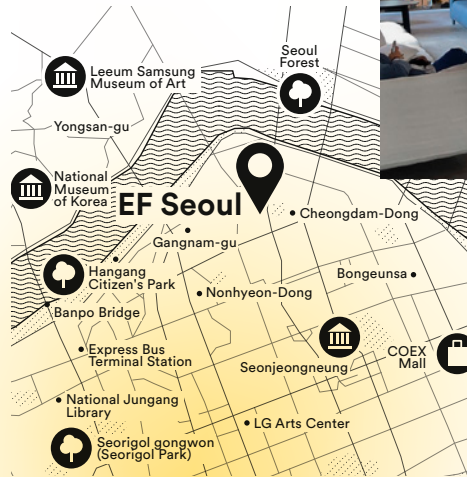 Seoul
Forest
Leeum Samsung
Museum of Art
Yongsan-gu
National
Museum
of Korea
EF Seoul
Cheongdam-Dong
Gangnam-gu
Hangang
Citizen's Park
Bongeunsa
Nonhyeon-Dong
Banpo Bridge
Express Bus
Terminal Station
COEX
Mall
Seonjeongneung
National Jungang
Library
LG Arts Center
Seorigol gongwon
(Seorigol Park)